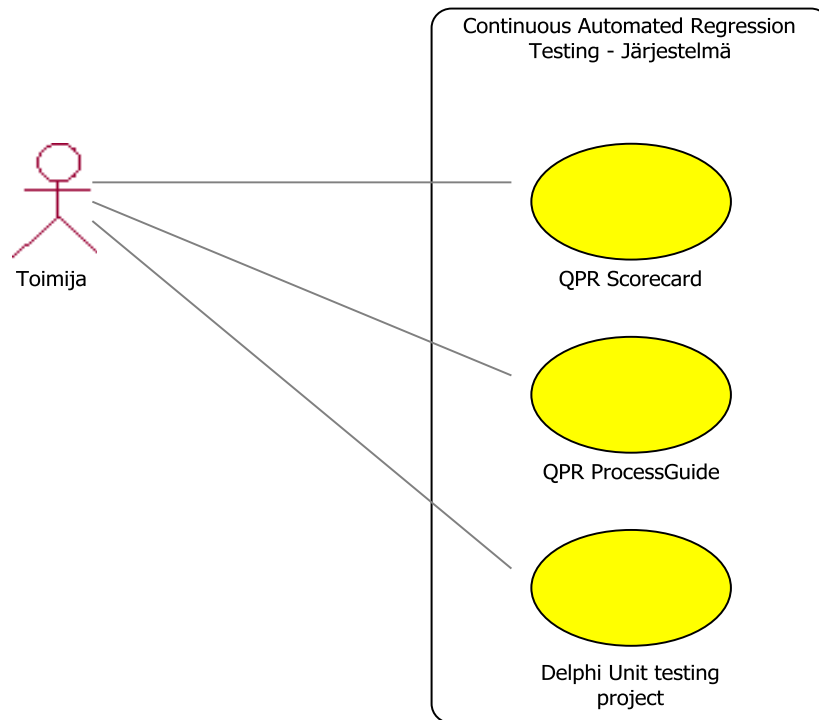 Continuous Automated Regression
Testing - Järjestelmä
Toimija
QPR Scorecard
QPR ProcessGuide
Delphi Unit testing
project